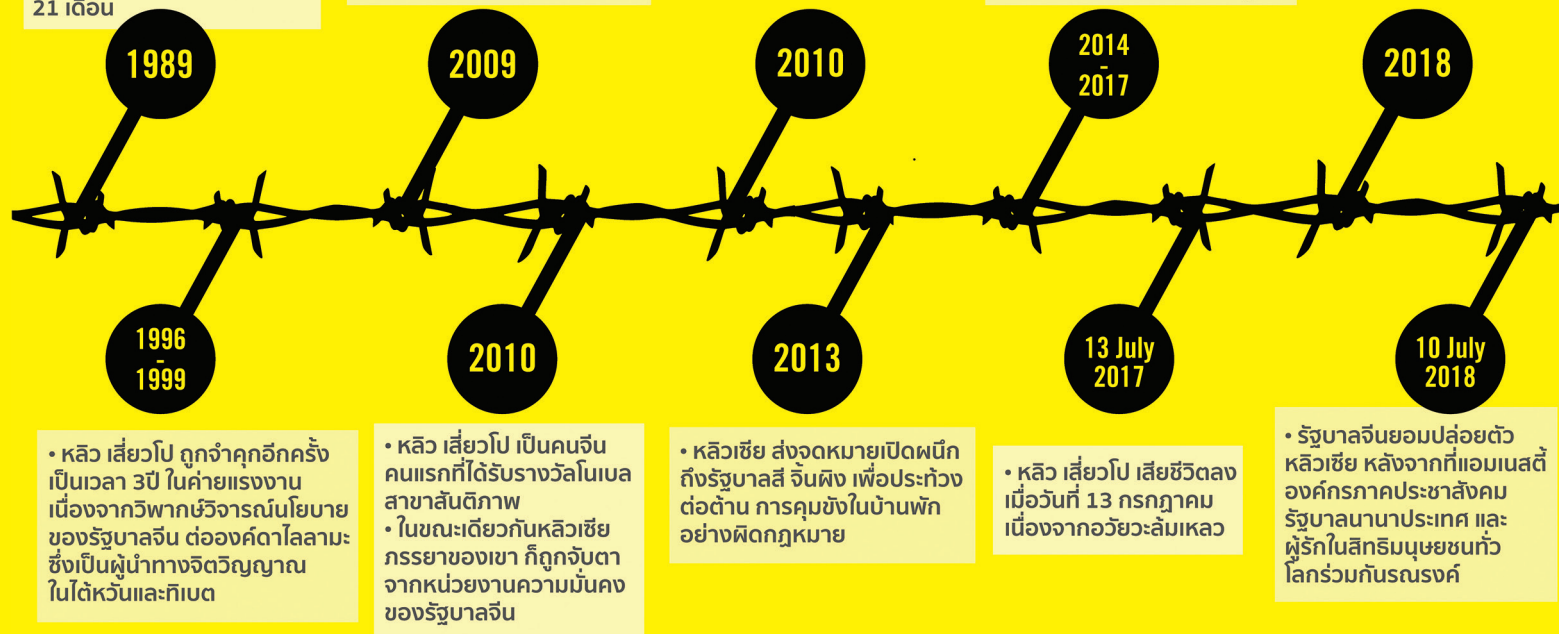 21 เดือน
1989
2009
2010
2014
-
2017
2018
1996
-
1999
2010
2013
13 July
2017
10 July
2018
• หลิว เสี่ยวโป ถูกจำคุกอีกครั้ง
เป็นเวลา 3ปี ในค่ายแรงงาน
เนื่องจากวิพากษ์วิจารณ์นโยบาย
ของรัฐบาลจีน ต่อองค์ดาไลลามะ
ซึ่งเป็นผู้นำทางจิตวิญญาณ
ในไต้หวันและทิเบต
• หลิว เสี่ยวโป เป็นคนจีน
คนแรกที่ได้รับรางวัลโนเบล
สาขาสันติภาพ
• ในขณะเดียวกันหลิวเซีย
ภรรยาของเขา ก็ถูกจับตา
จากหน่วยงานความมั่นคง
ของรัฐบาลจีน
• หลิวเซีย ส่งจดหมายเปิดผนึก
ถึงรัฐบาลสี จิ้นผิง เพื่อประท้วง
ต่อต้าน การคุมขังในบ้านพัก
อย่างผิดกฎหมาย
• หลิว เสี่ยวโป เสียชีวิตลง
เมื่อวันที่ 13 กรกฎาคม
เนื่องจากอวัยวะล้มเหลว
• รัฐบาลจีนยอมปล่อยตัว
หลิวเซีย หลังจากที่แอมเนสตี้
องค์กรภาคประชาสังคม
รัฐบาลนานาประเทศ และ
ผู้รักในสิทธิมนุษยชนทั่ว
โลกร่วมกันรณรงค์